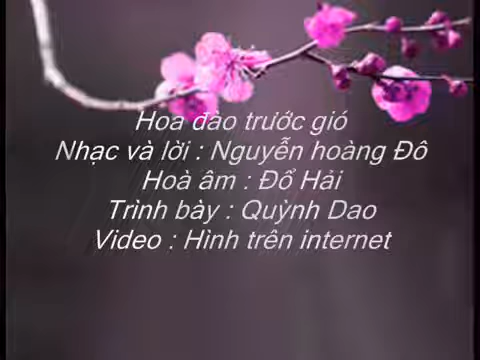 Hoa đào trước gió
Nhạc và lời : Nguyễn hoàng Đô
Hoà âm : Đổ Hải
Trình bày : Quỳnh Dao
Video : Hình trên internet